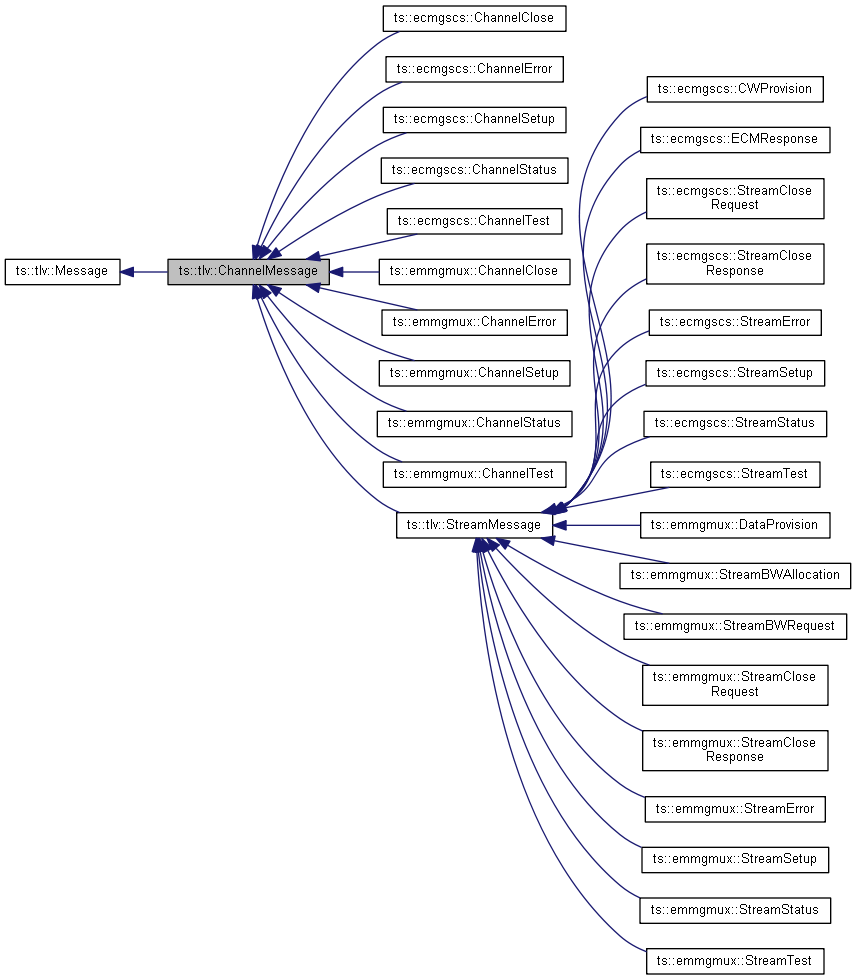 ts::tlv::Message
ts::tlv::ChannelMessage
ts::ecmgscs::ChannelClose
ts::ecmgscs::ChannelError
ts::ecmgscs::ChannelSetup
ts::ecmgscs::ChannelStatus
ts::ecmgscs::ChannelTest
ts::emmgmux::ChannelClose
ts::emmgmux::ChannelError
ts::emmgmux::ChannelSetup
ts::emmgmux::ChannelStatus
ts::emmgmux::ChannelTest
ts::tlv::StreamMessage
ts::ecmgscs::CWProvision
ts::ecmgscs::ECMResponse
ts::ecmgscs::StreamClose
Request
ts::ecmgscs::StreamClose
Response
ts::ecmgscs::StreamError
ts::ecmgscs::StreamSetup
ts::ecmgscs::StreamStatus
ts::ecmgscs::StreamTest
ts::emmgmux::DataProvision
ts::emmgmux::StreamBWAllocation
ts::emmgmux::StreamBWRequest
ts::emmgmux::StreamClose
Request
ts::emmgmux::StreamClose
Response
ts::emmgmux::StreamError
ts::emmgmux::StreamSetup
ts::emmgmux::StreamStatus
ts::emmgmux::StreamTest